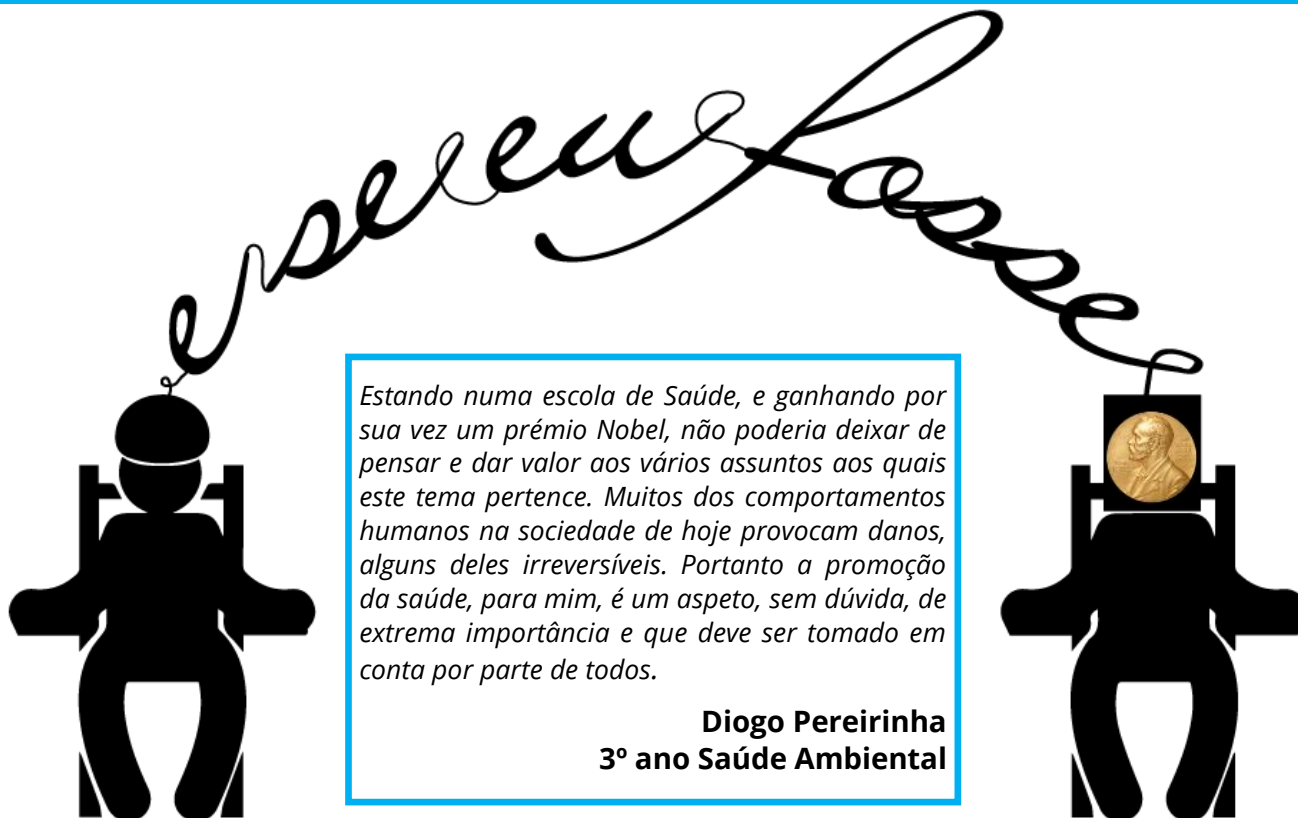 e se eu fosse
Estando numa escola de Saúde, e ganhando por
sua vez um prémio Nobel, não poderia deixar de
pensar e dar valor aos vários assuntos aos quais
este tema pertence. Muitos dos comportamentos
humanos na sociedade de hoje provocam danos,
alguns deles irreversíveis. Portanto a promoção
da saúde, para mim, é um aspeto, sem dúvida, de
extrema importância e que deve ser tomado em
conta por parte de todos.
Diogo Pereirinha
3º ano Saúde Ambiental